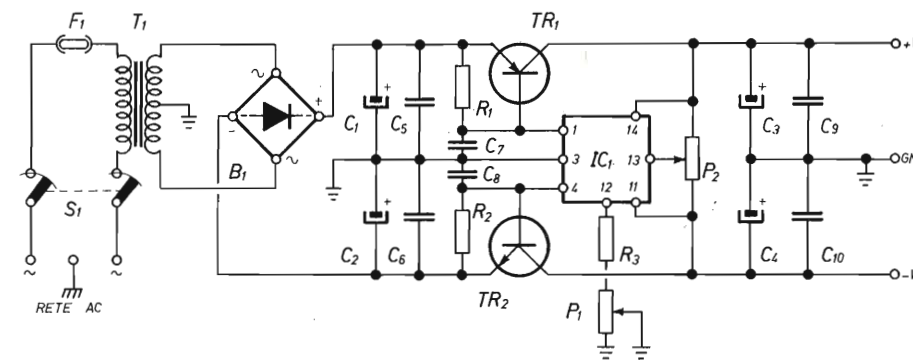 F1
T1
TR1
+V
~
- +
R1
C1
C5
C7
1
14
C3
C9
B1
3
IC1
13
P2
GN
C8
4
12
11
S1
~
R2
C2
C6
R3
C4
C10
TR2
-V
~
~
P1
RETE AC